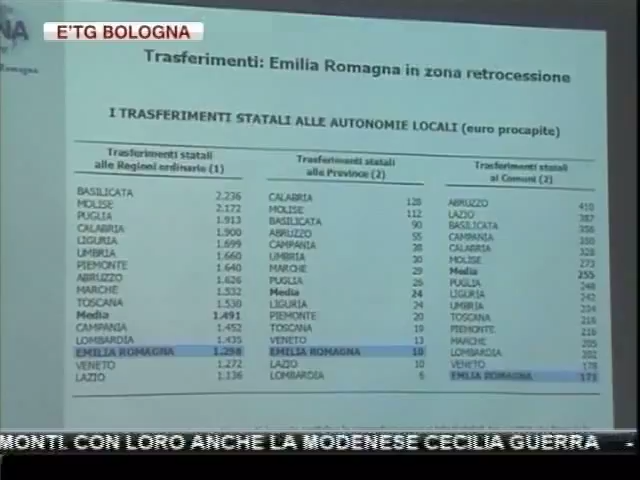 E'TG BOLOGNA
Trasferimenti: Emilia Romagna in zona retrocessione
I TRASFERIMENTI STATALI ALLE AUTONOMIE LOCALI (euro procapite)
Trasferimenti statali alle Regioni ordinarie (1)
BASILICATA 2.236
MOLISE 2.172
PUGLIA 1.913
CALABRIA 1.900
LIGURIA 1.699
UMBRIA 1.660
PIEMONTE 1.640
ABRUZZO 1.626
MARCHE 1.532
TOSCANA 1.530
Media 1.491
CAMPANIA 1.452
LOMBARDIA 1.435
EMILIA ROMAGNA 1.298
VENETO 1.272
LAZIO 1.136
Trasferimenti statali alle Province (2)
CALABRIA 128
MOLISE 112
BASILICATA 90
ABRUZZO 55
CAMPANIA 38
UMBRIA 30
MARCHE 29
PUGLIA 26
Media 24
LIGURIA 24
PIEMONTE 20
TOSCANA 19
VENETO 13
EMILIA ROMAGNA 10
LAZIO 10
LOMBARDIA 6
Trasferimenti statali ai Comuni (2)
ABRUZZO 410
LAZIO 387
BASILICATA 356
CAMPANIA 350
CALABRIA 328
MOLISE 273
Media 255
PUGLIA 248
LIGURIA 242
UMBRIA 234
TOSCANA 216
PIEMONTE 216
MARCHE 205
LOMBARDIA 202
VENETO 178
EMILIA ROMAGNA 173
MONTI. CON LORO ANCHE LA MODENESE CECILIA GUERRA -